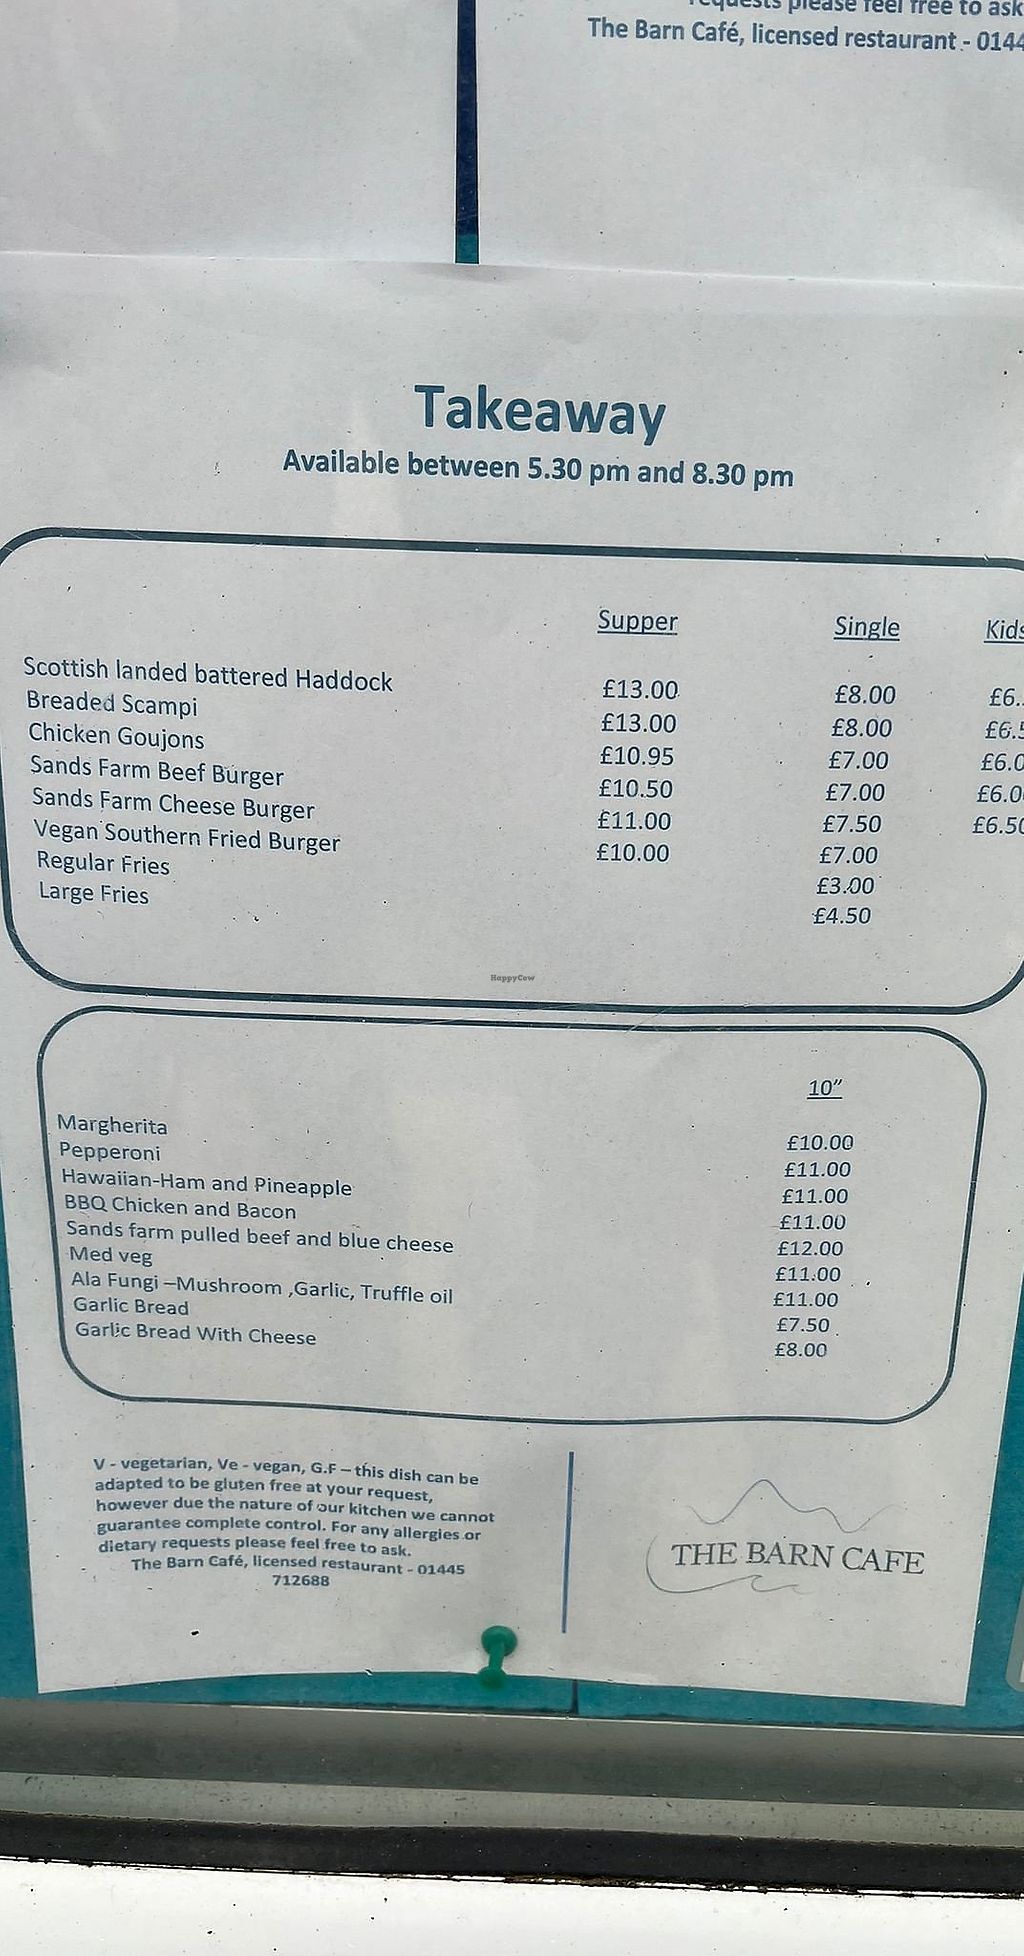 requests please feel free to ask
The Barn Café, licensed restaurant - 0144
Takeaway
Available between 5.30 pm and 8.30 pm
Supper Single Kids
Scottish landed battered Haddock £13.00 £8.00 £6.
Breaded Scampi £13.00 £8.00 £6.5
Chicken Goujons £10.95 £7.00 £6.0
Sands Farm Beef Burger £10.50 £7.00 £6.0
Sands Farm Cheese Burger £11.00 £7.50 £6.50
Vegan Southern Fried Burger £10.00 £7.00
Regular Fries £3.00
Large Fries £4.50
HappyCow
10”
Margherita £10.00
Pepperoni £11.00
Hawaiian-Ham and Pineapple £11.00
BBQ Chicken and Bacon £11.00
Sands farm pulled beef and blue cheese £12.00
Med veg £11.00
Ala Fungi –Mushroom ,Garlic, Truffle oil £11.00
Garlic Bread £7.50
Garlic Bread With Cheese £8.00
V - vegetarian, Ve - vegan, G.F – this dish can be
adapted to be gluten free at your request,
however due the nature of our kitchen we cannot
guarantee complete control. For any allergies or
dietary requests please feel free to ask.
The Barn Café, licensed restaurant - 01445
712688
THE BARN CAFE